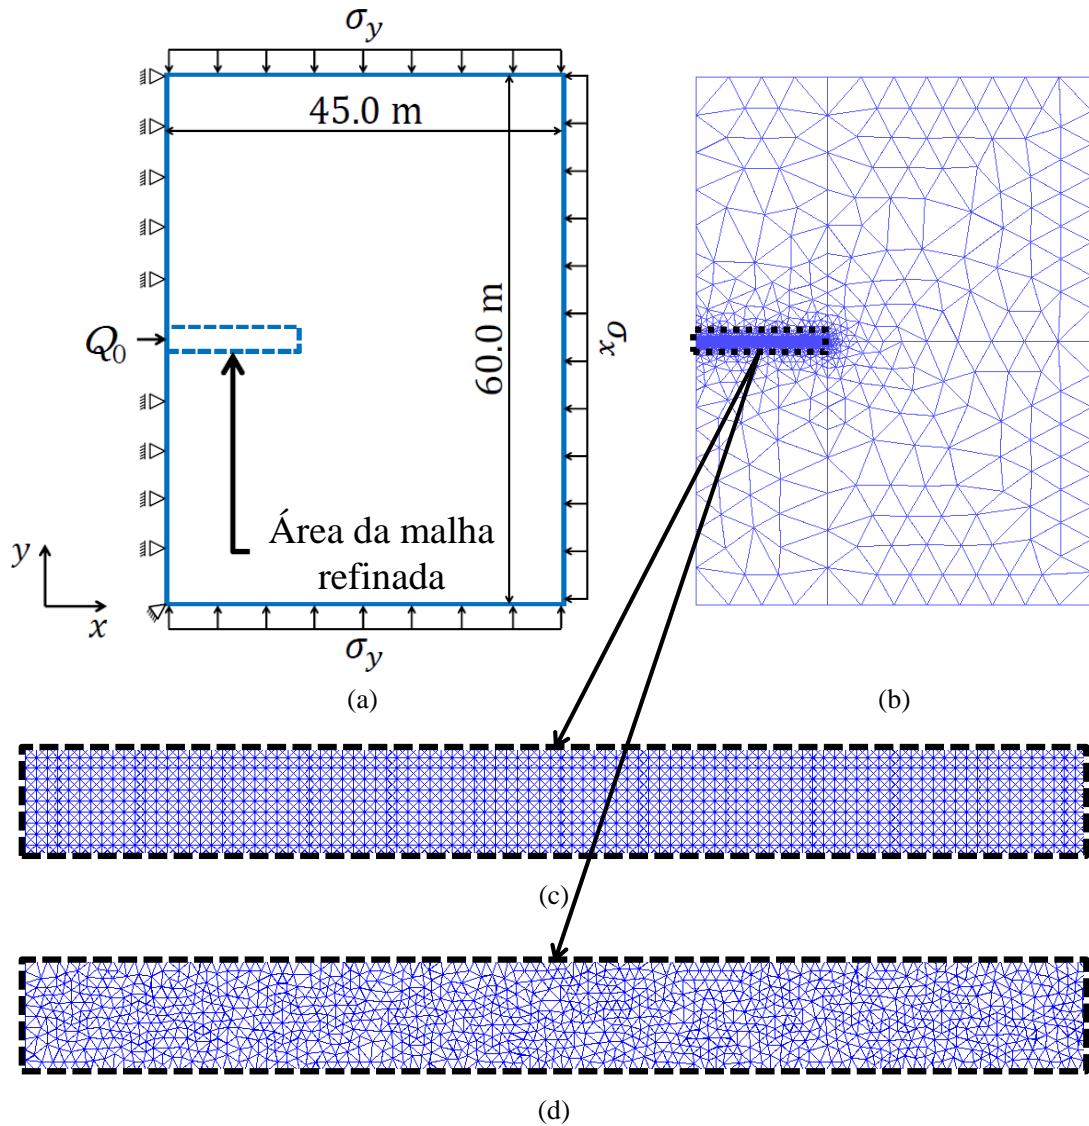 σy
45.0 m
60.0 m
Q0
σx
Área da malha
refinada
y
x
σy
(a)
(b)
(c)
(d)